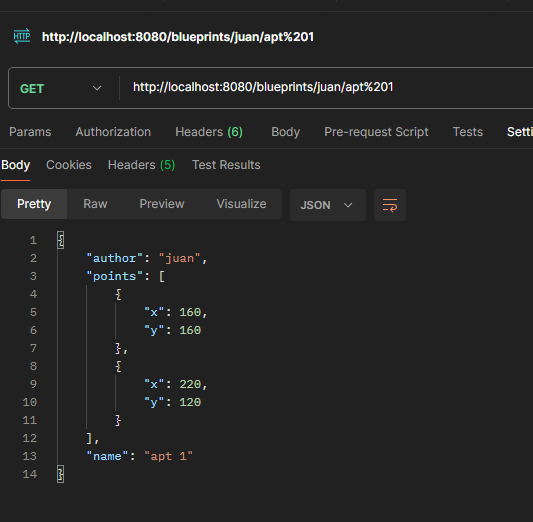 HTTP http://localhost:8080/blueprints/juan/apt%201
GET http://localhost:8080/blueprints/juan/apt%201
Params Authorization Headers (6) Body Pre-request Script Tests Setti
Body Cookies Headers (5) Test Results
Pretty Raw Preview Visualize JSON
1 {
2 "author": "juan",
3 "points": [
4 {
5 "x": 160,
6 "y": 160
7 },
8 {
9 "x": 220,
10 "y": 120
11 }
12 ],
13 "name": "apt 1"
14 }